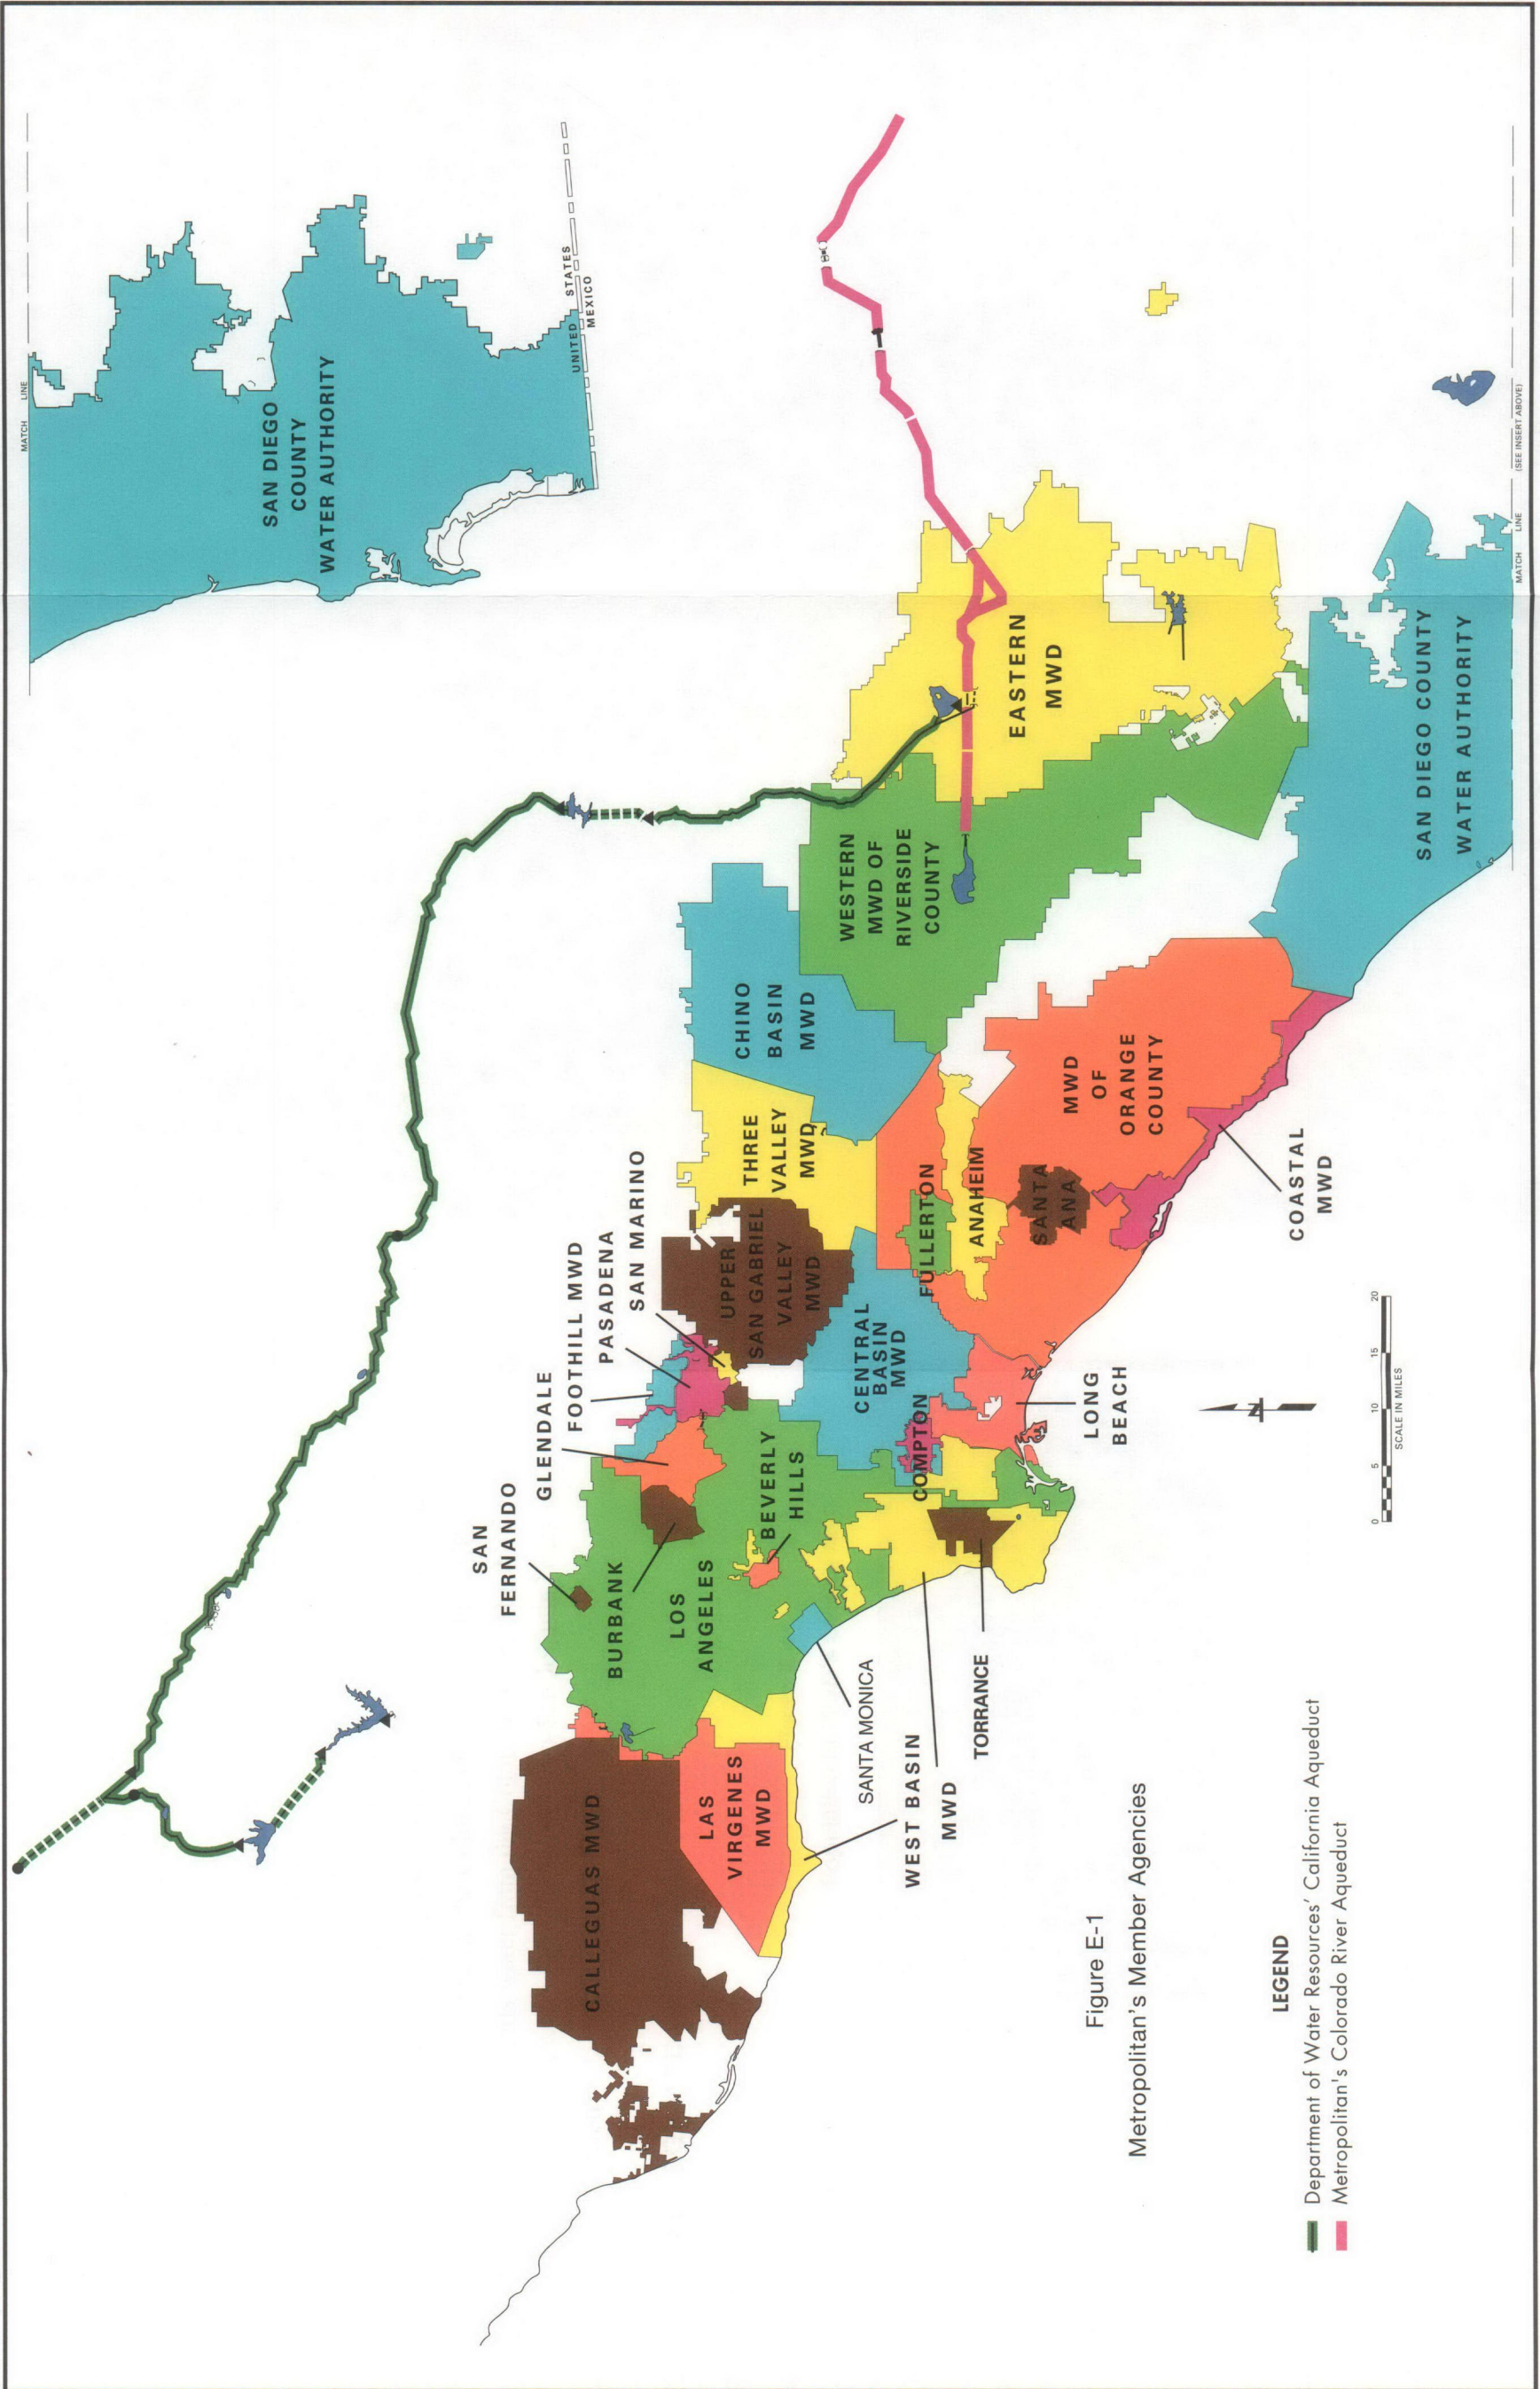 MATCH LINE
SAN DIEGO
COUNTY
WATER AUTHORITY
UNITED STATES
MEXICO
SAN
FERNANDO
GLENDALE
FOOTHILL MWD
PASADENA
SAN MARINO
CALLEGUAS MWD
BURBANK
LOS
ANGELES
LAS
VIRGENES
MWD
BEVERLY
HILLS
UPPER
SAN GABRIEL
VALLEY
MWD
THREE
VALLEY
MWD
CHINO
BASIN
MWD
WESTERN
MWD OF
RIVERSIDE
COUNTY
EASTERN
MWD
CENTRAL
BASIN
MWD
COMPTON
FULLERTON
ANAHEIM
SANTA
ANA
MWD
OF
ORANGE
COUNTY
SANTA MONICA
WEST BASIN
MWD
TORRANCE
LONG
BEACH
COASTAL
MWD
SAN DIEGO COUNTY
WATER AUTHORITY
MATCH LINE (SEE INSERT ABOVE)
0 5 10 15 20
SCALE IN MILES
Figure E-1
Metropolitan's Member Agencies
LEGEND
Department of Water Resources' California Aqueduct
Metropolitan's Colorado River Aqueduct